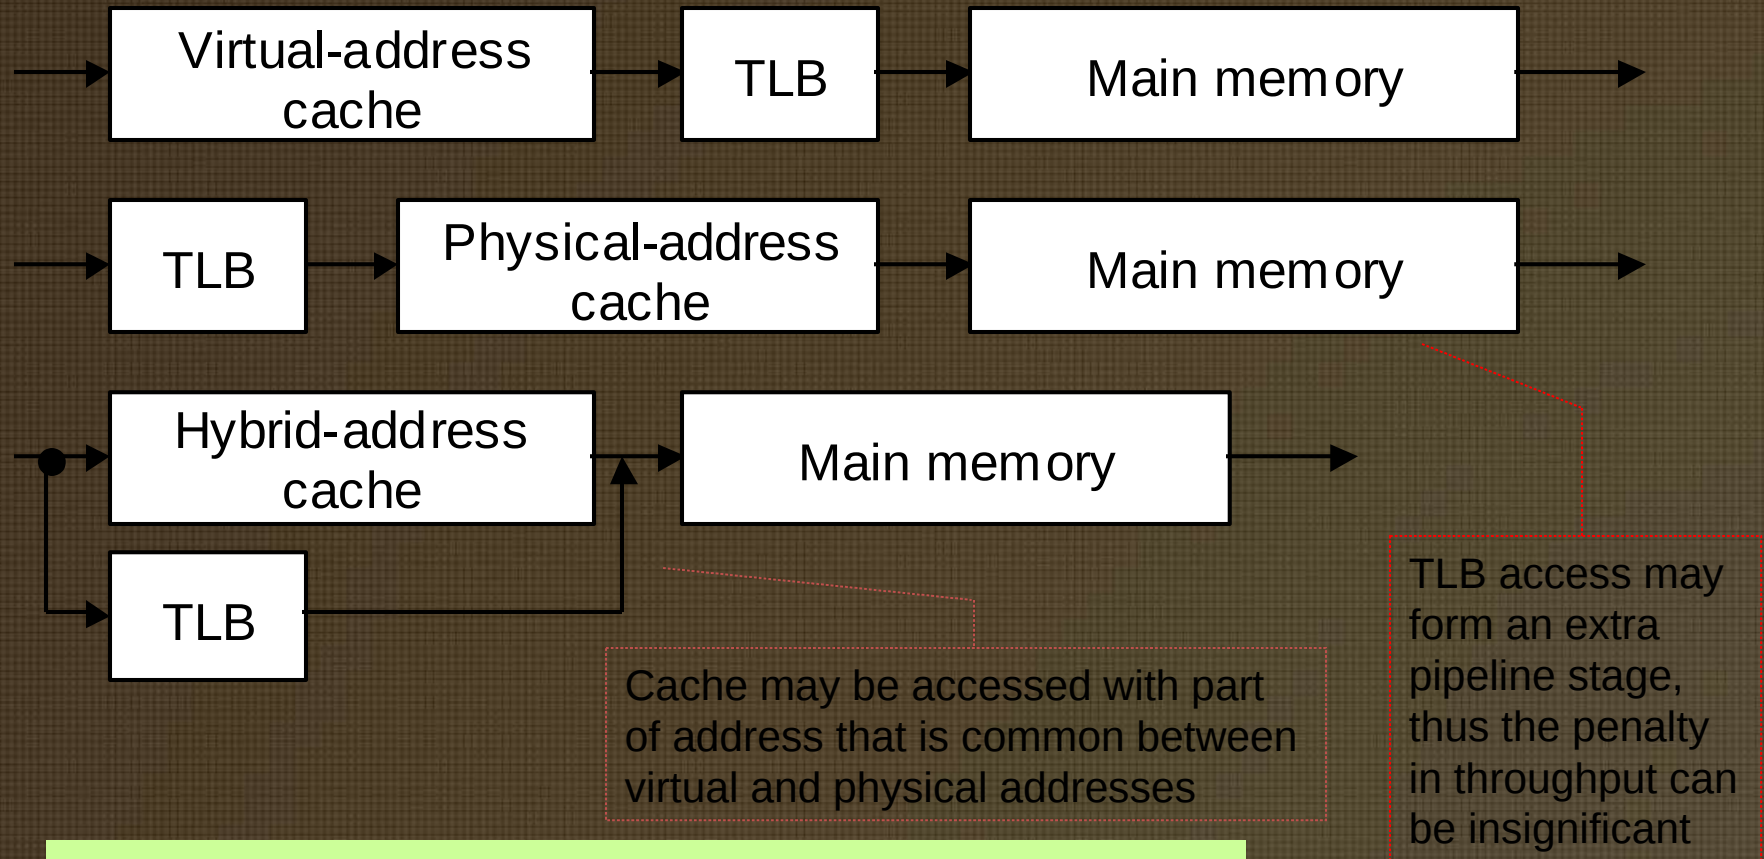 Virtual-address
cache
TLB
Main memory
TLB
Physical-address
cache
Main memory
Hybrid-address
cache
Main memory
TLB
Cache may be accessed with part
of address that is common between
virtual and physical addresses
TLB access may
form an extra
pipeline stage,
thus the penalty
in throughput can
be insignificant